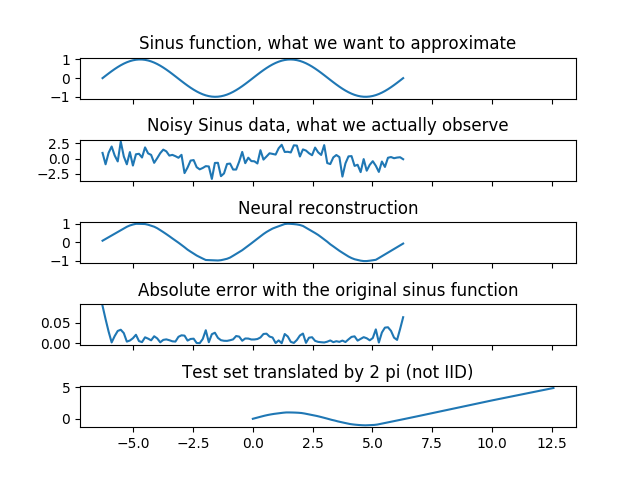 Sinus function, what we want to approximate
1
0
−1
Noisy Sinus data, what we actually observe
2.5
0.0
−2.5
Neural reconstruction
1
0
−1
Absolute error with the original sinus function
0.05
0.00
Test set translated by 2 pi (not IID)
5
0
−5.0 −2.5 0.0 2.5 5.0 7.5 10.0 12.5